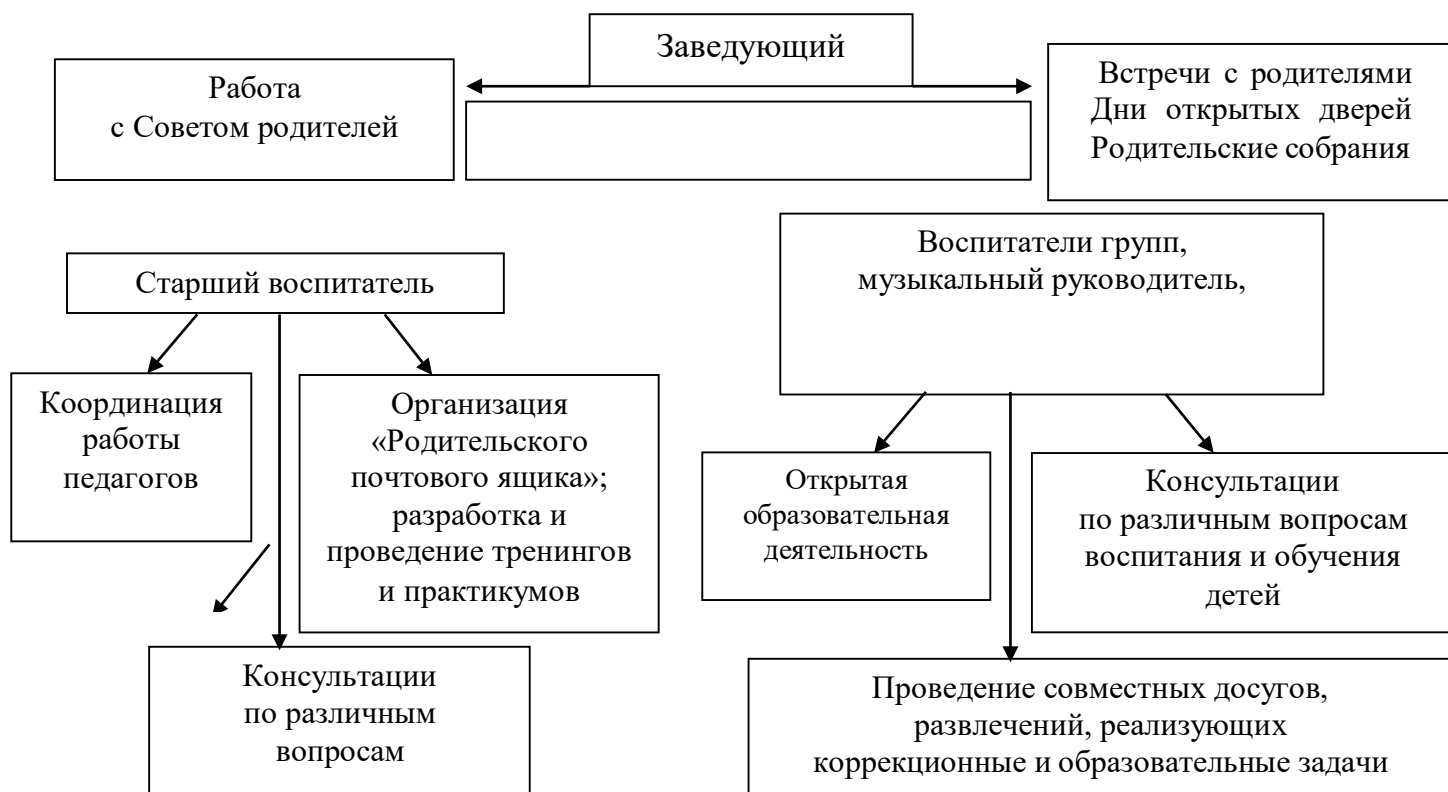 Заведующий
Работа
с Советом родителей
Встречи с родителями
Дни открытых дверей
Родительские собрания
Старший воспитатель
Воспитатели групп,
музыкальный руководитель,
Координация
работы
педагогов
Организация
«Родительского
почтового ящика»;
разработка и
проведение тренингов
и практикумов
Открытая
образовательная
деятельность
Консультации
по различным вопросам
воспитания и обучения
детей
Консультации
по различным
вопросам
Проведение совместных досугов,
развлечений, реализующих
коррекционные и образовательные задачи